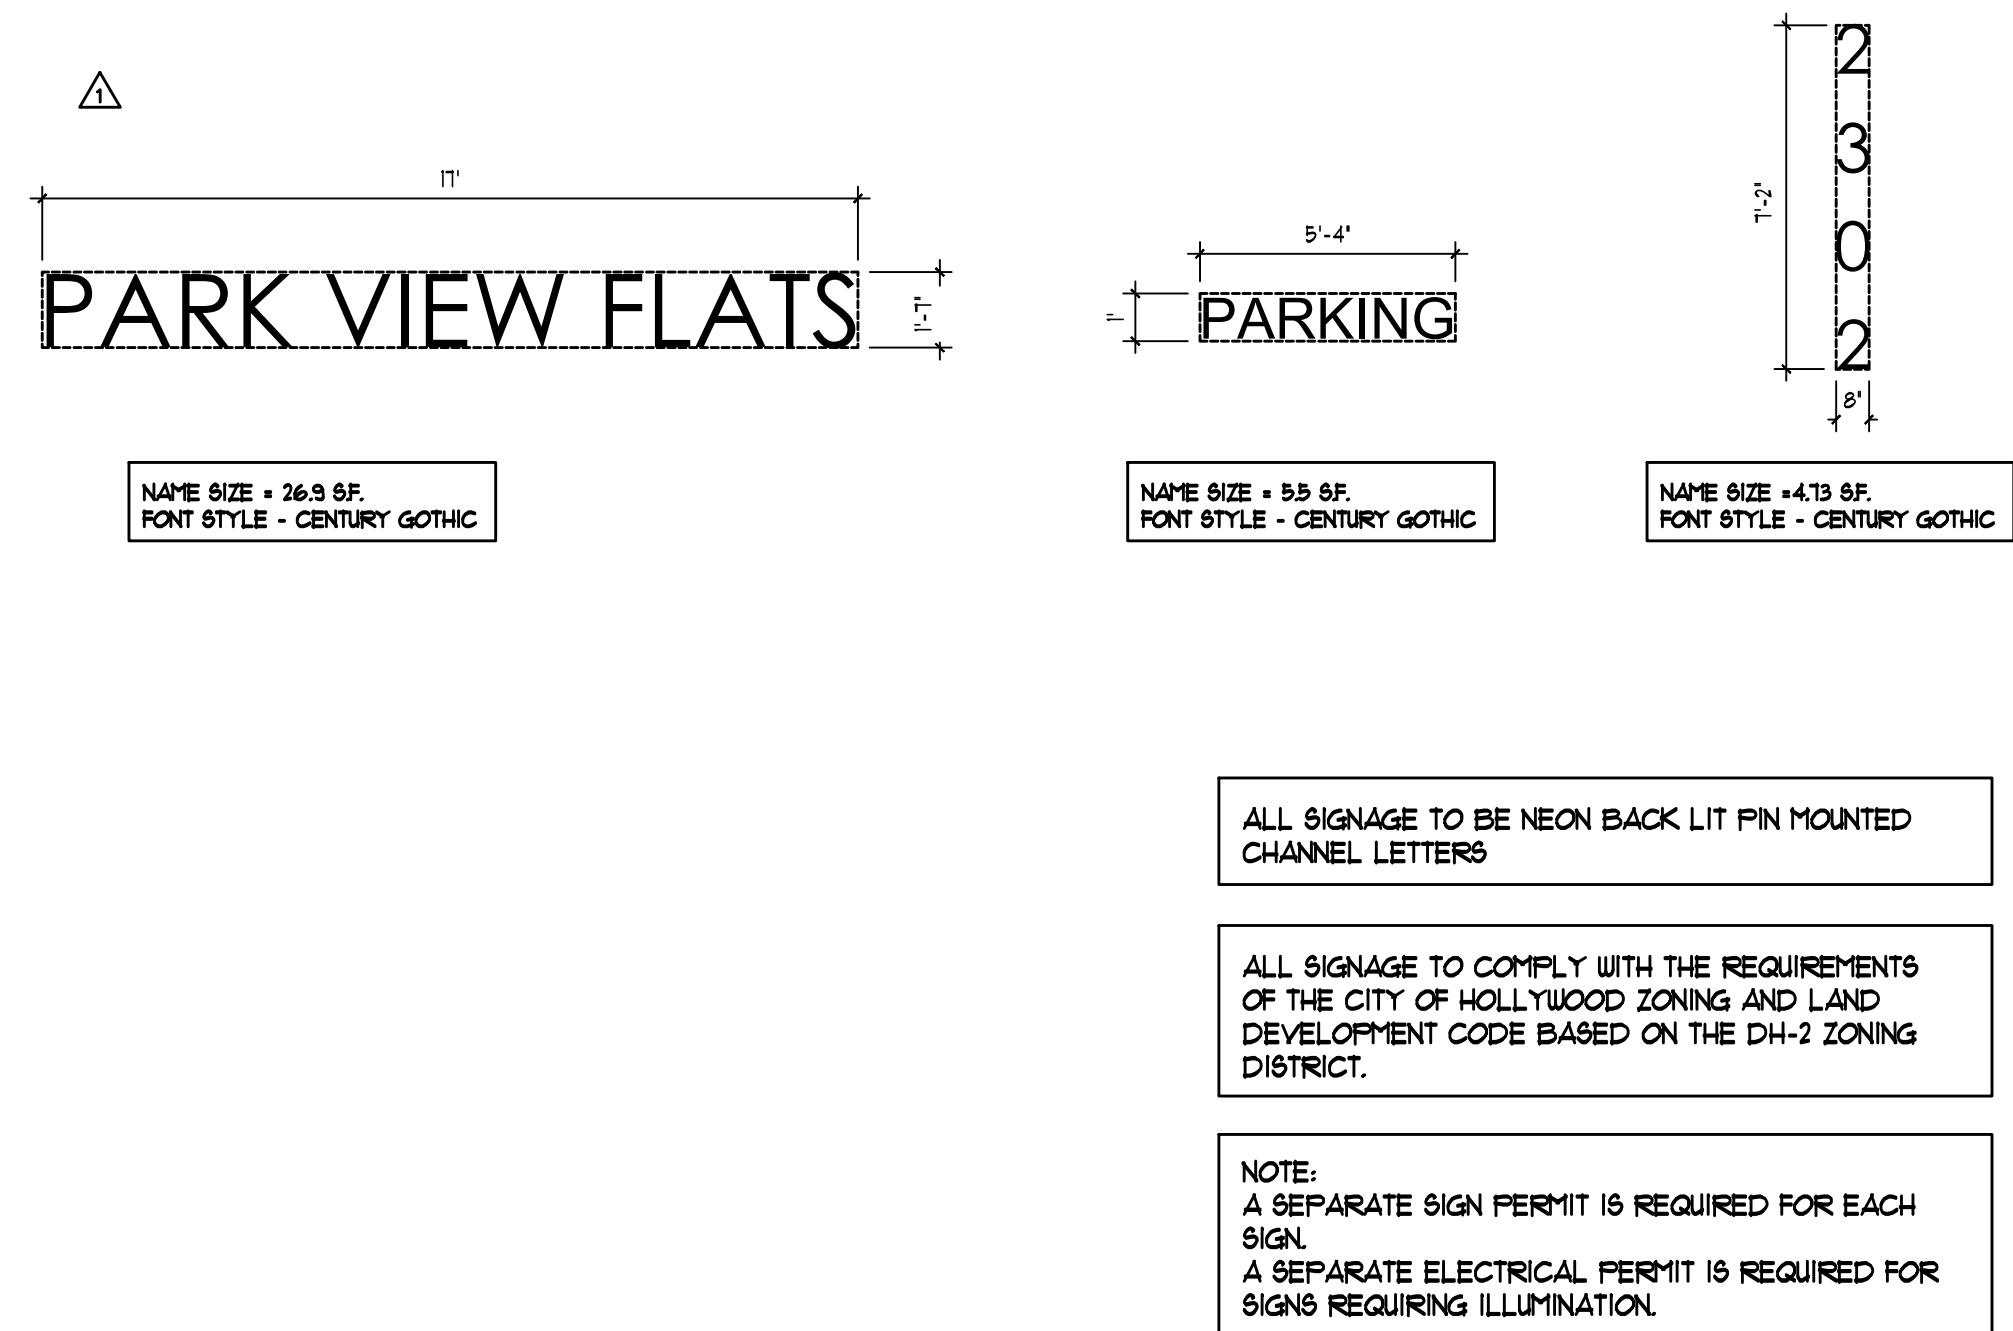 1
17'
PARK VIEW FLATS
1'-7"
NAME SIZE = 26.9 S.F.
FONT STYLE - CENTURY GOTHIC
5'-4"
1'
PARKING
NAME SIZE = 5.5 S.F.
FONT STYLE - CENTURY GOTHIC
7'-2"
2
3
0
2
8"
NAME SIZE =4.73 S.F.
FONT STYLE - CENTURY GOTHIC
ALL SIGNAGE TO BE NEON BACK LIT PIN MOUNTED
CHANNEL LETTERS
ALL SIGNAGE TO COMPLY WITH THE REQUIREMENTS
OF THE CITY OF HOLLYWOOD ZONING AND LAND
DEVELOPMENT CODE BASED ON THE DH-2 ZONING
DISTRICT.
NOTE:
A SEPARATE SIGN PERMIT IS REQUIRED FOR EACH
SIGN.
A SEPARATE ELECTRICAL PERMIT IS REQUIRED FOR
SIGNS REQUIRING ILLUMINATION.